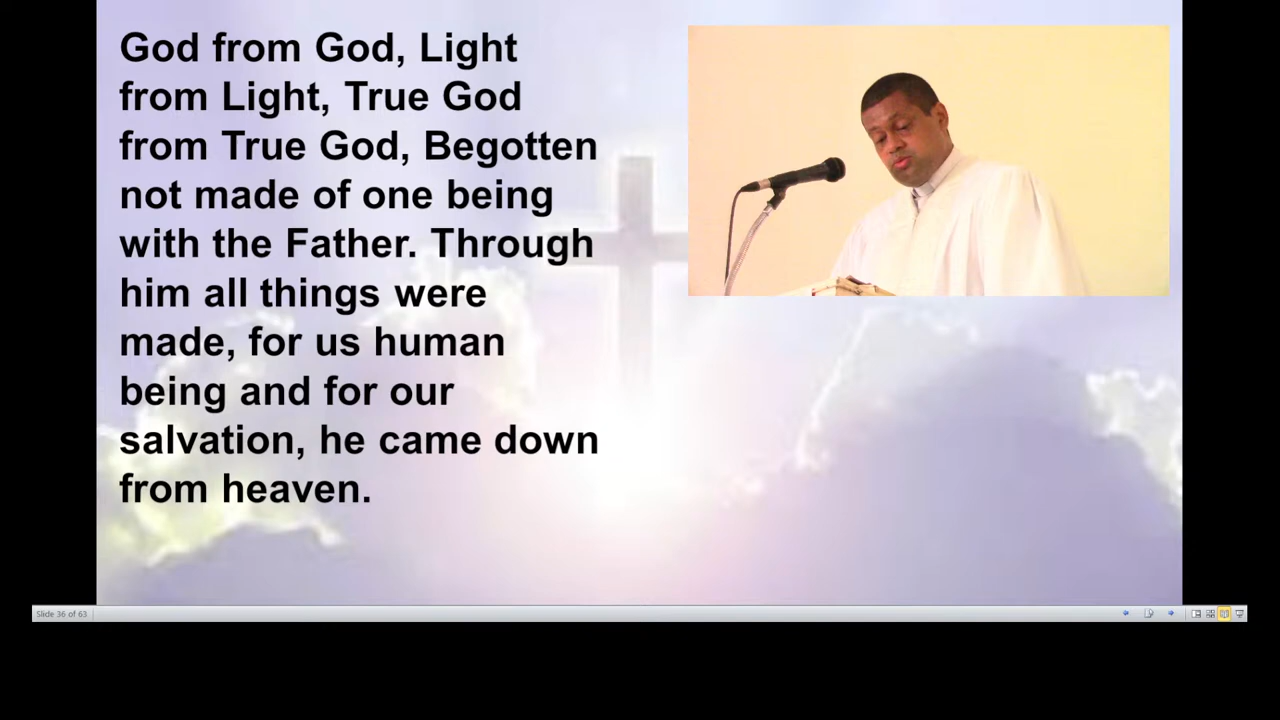 God from God, Light
from Light, True God
from True God, Begotten
not made of one being
with the Father. Through
him all things were
made, for us human
being and for our
salvation, he came down
from heaven.
Slide 36 of 63